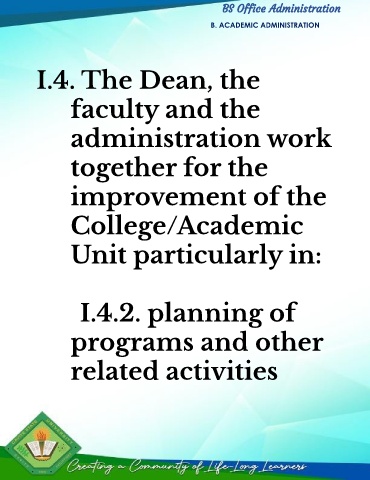 BS Office Administration
B. ACADEMIC ADMINISTRATION
I.4. The Dean, the
faculty and the
administration work
together for the
improvement of the
College/Academic
Unit particularly in:
I.4.2. planning of
programs and other
related activities
Creating a Community of Life-Long Learners